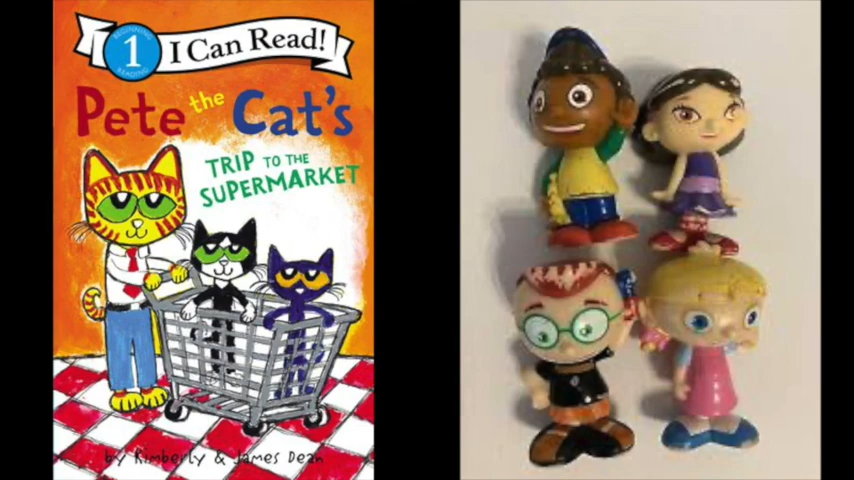 BEGINNING
1
READING
I Can Read!
Pete the Cat's
TRIP TO THE
SUPERMARKET
by Kimberly & James Dean